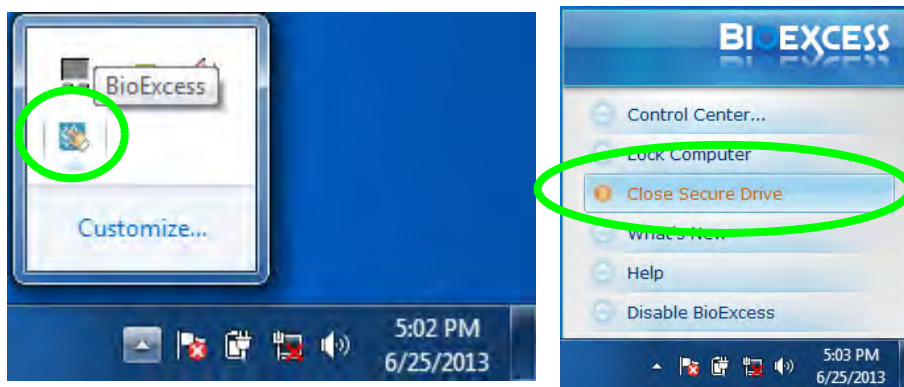 BioExcess
Customize...
5:02 PM
6/25/2013
BIOEXCESS
Control Center...
Lock Computer
Close Secure Drive
What's New
Help
Disable BioExcess
5:03 PM
6/25/2013